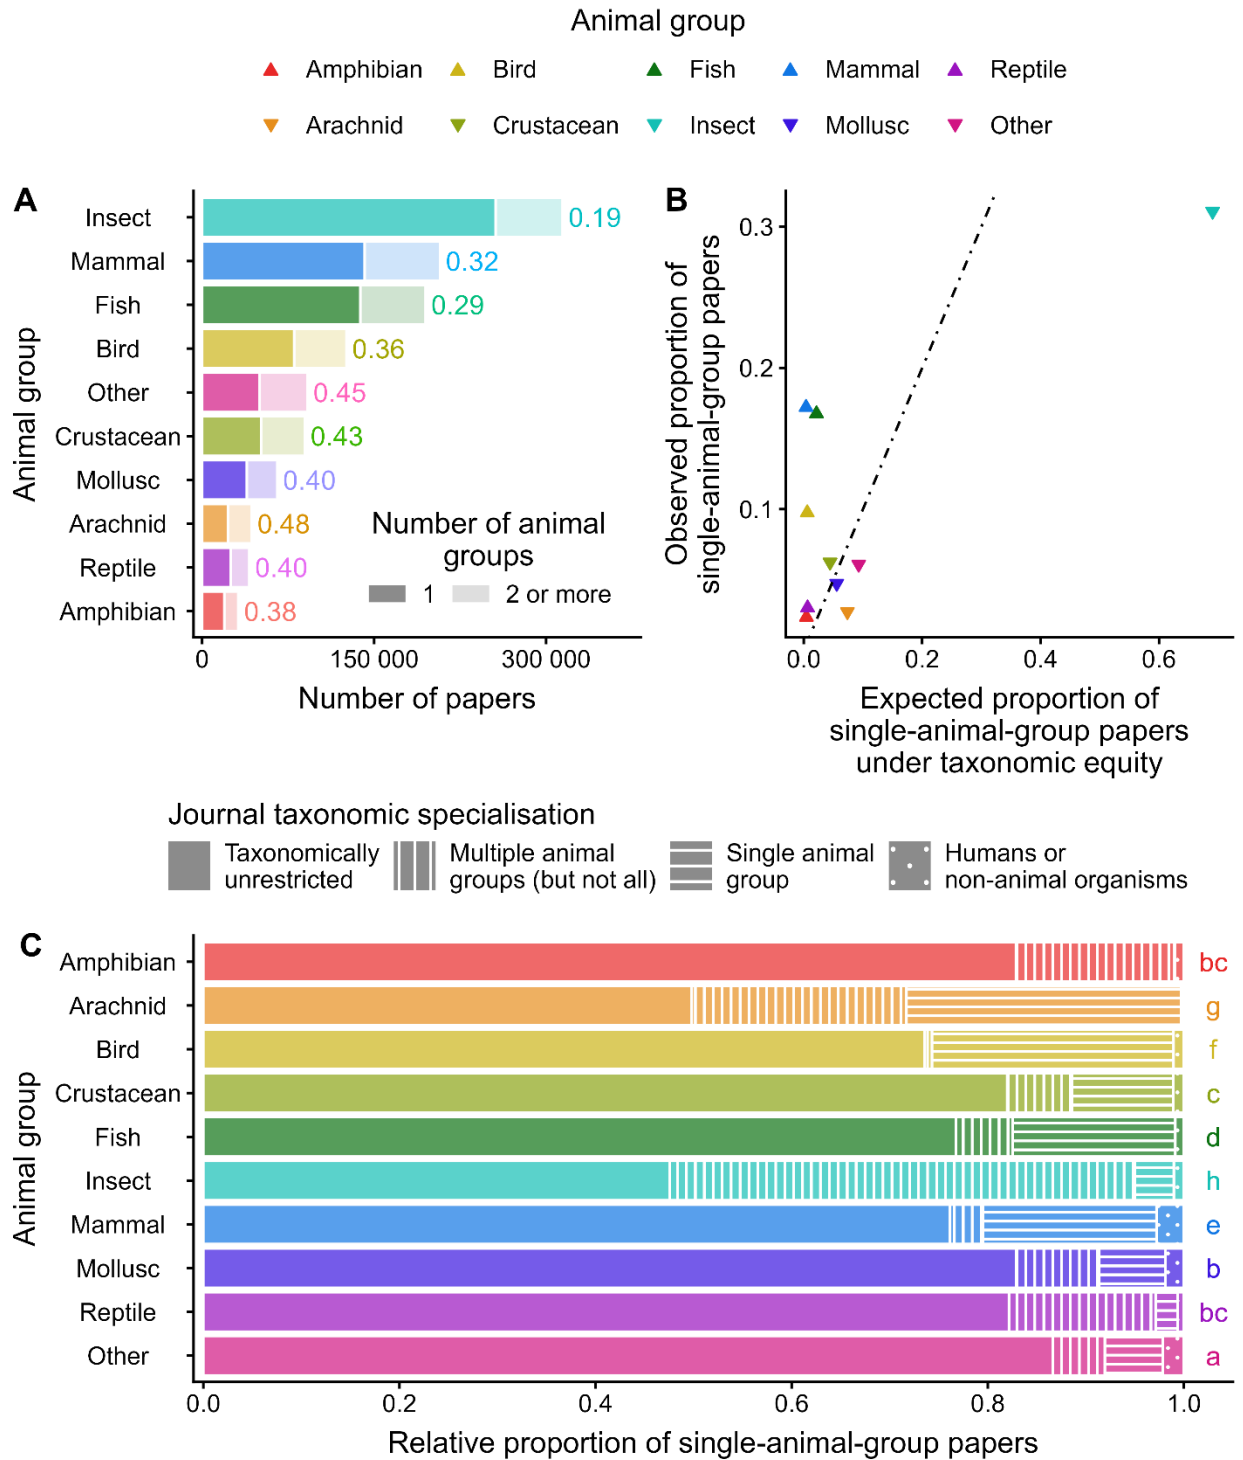 Animal group
Amphibian
Bird
Fish
Mammal
Reptile
Arachnid
Crustacean
Insect
Mollusc
Other
A
Animal group
Insect
0.19
Mammal
0.32
Fish
0.29
Bird
0.36
Other
0.45
Crustacean
0.43
Mollusc
0.40
Arachnid
0.48
Reptile
0.40
Amphibian
0.38
Number of animal
groups
1
2 or more
0
150 000
300 000
Number of papers
B
Observed proportion of
single-animal-group papers
0.3
0.2
0.1
0.0
0.2
0.4
0.6
Expected proportion of
single-animal-group papers
under taxonomic equity
Journal taxonomic specialisation
Taxonomically
unrestricted
Multiple animal
groups (but not all)
Single animal
group
Humans or
non-animal organisms
C
Animal group
Amphibian
bc
Arachnid
g
Bird
f
Crustacean
c
Fish
d
Insect
h
Mammal
e
Mollusc
b
Reptile
bc
Other
a
0.0
0.2
0.4
0.6
0.8
1.0
Relative proportion of single-animal-group papers